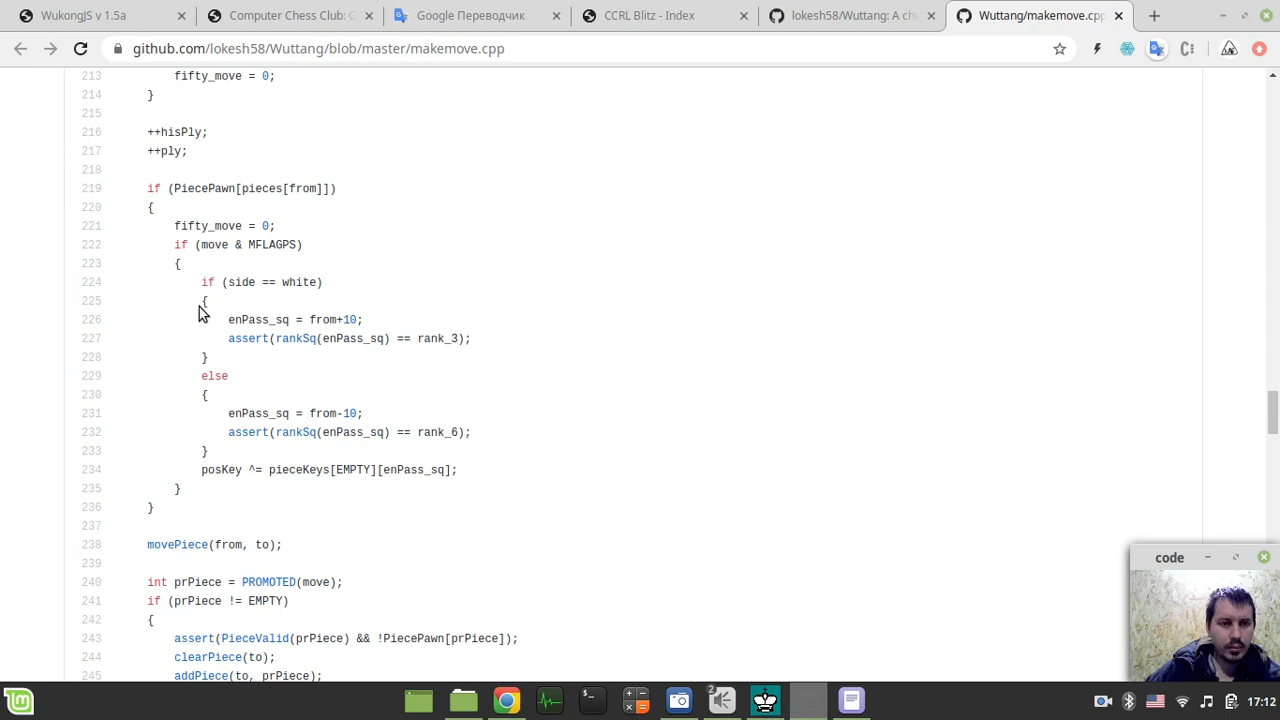 WukongJS v 1.5a
Computer Chess Club: G
Google Переводчик
CCRL Blitz - Index
lokesh58/Wuttang: A che
Wuttang/makemove.cpp
github.com/lokesh58/Wuttang/blob/master/makemove.cpp
213 fifty_move = 0;
214 }
215
216 ++hisPly;
217 ++ply;
218
219 if (PiecePawn[pieces[from]])
220 {
221 fifty_move = 0;
222 if (move & MFLAGPS)
223 {
224 if (side == white)
225 {
226 enPass_sq = from+10;
227 assert(rankSq(enPass_sq) == rank_3);
228 }
229 else
230 {
231 enPass_sq = from-10;
232 assert(rankSq(enPass_sq) == rank_6);
233 }
234 posKey ^= pieceKeys[EMPTY][enPass_sq];
235 }
236 }
237
238 movePiece(from, to);
239
240 int prPiece = PROMOTED(move);
241 if (prPiece != EMPTY)
242 {
243 assert(PieceValid(prPiece) && !PiecePawn[prPiece]);
244 clearPiece(to);
245 addPiece(to, prPiece);
code
2
17:12